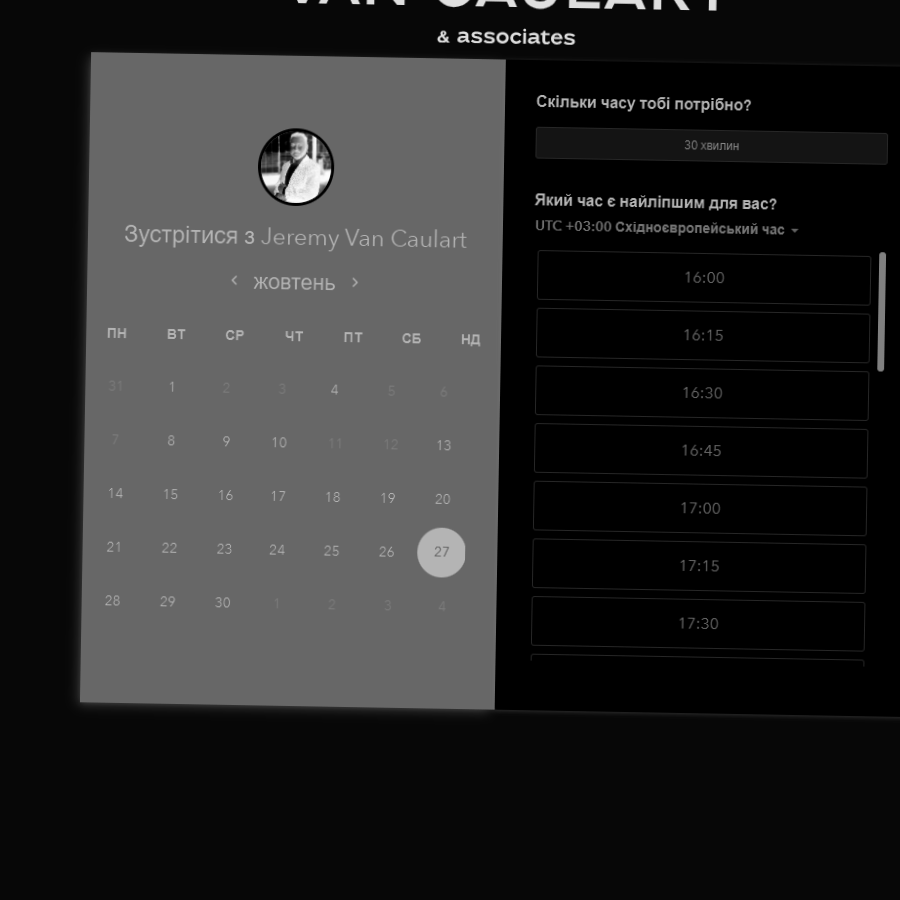 VAN CAULART
& associates
Зустрітися з Jeremy Van Caulart
жовтень
ПН ВТ СР ЧТ ПТ СБ НД
31 1 2 3 4 5 6
7 8 9 10 11 12 13
14 15 16 17 18 19 20
21 22 23 24 25 26 27
28 29 30 1 2 3 4
Скільки часу тобі потрібно?
30 хвилин
Який час є найліпшим для вас?
UTC +03:00 Східноєвропейський час
16:00
16:15
16:30
16:45
17:00
17:15
17:30